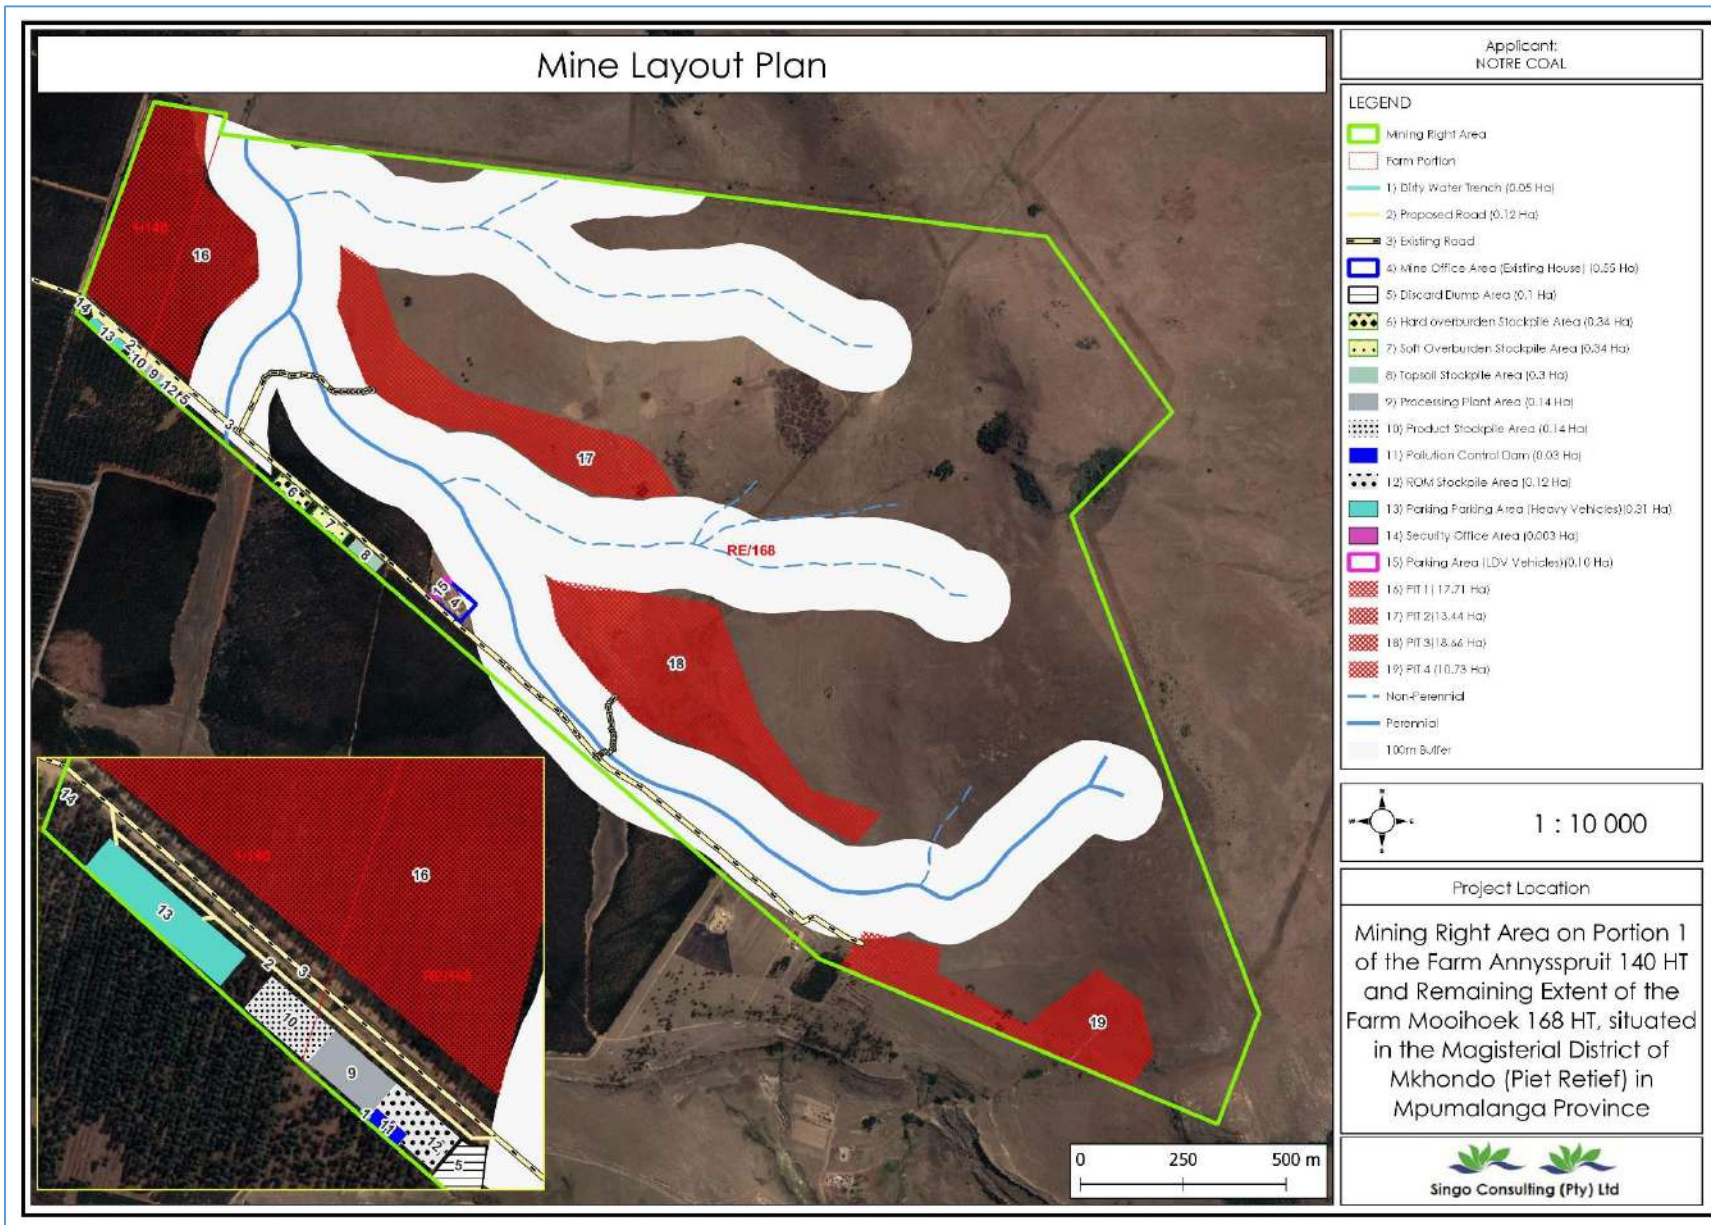 Mine Layout Plan
Applicant:
NOTRE COAL
LEGEND
Mining Right Area
Farm Portion
1) Dirty Water Trench (0.05 Ha)
2) Proposed Road (0.12 Ha)
3) Existing Road
4) Mine Office Area (Existing House) (0.55 Ha)
5) Discard Dump Area (0.1 Ha)
6) Hard overburden Stockpile Area (0.34 Ha)
7) Soft Overburden Stockpile Area (0.34 Ha)
8) Topsoil Stockpile Area (0.3 Ha)
9) Processing Plant Area (0.14 Ha)
10) Product Stockpile Area (0.14 Ha)
11) Pollution Control Dam (0.03 Ha)
12) ROM Stockpile Area (0.12 Ha)
13) Parking Parking Area (Heavy Vehicles)(0.31 Ha)
14) Security Office Area (0.003 Ha)
15) Parking Area (LDV Vehicles)(0.10 Ha)
16) PIT 1(17.71 Ha)
17) PIT 2(13.44 Ha)
18) PIT 3(18.66 Ha)
19) PIT 4 (10.73 Ha)
Non-Perennial
Perennial
100m Buffer
N
W E
S
1 : 10 000
Project Location
Mining Right Area on Portion 1
of the Farm Annysspruit 140 HT
and Remaining Extent of the
Farm Mooihoek 168 HT, situated
in the Magisterial District of
Mkhondo (Piet Retief) in
Mpumalanga Province
Singo Consulting (Pty) Ltd
1/140
16
14
13
2
10
9
12
5
3
6
7
8
15
4
17
RE/168
18
19
14
1/140
16
13
2
3
RE/168
10
9
1
11
12
5
0 250 500 m